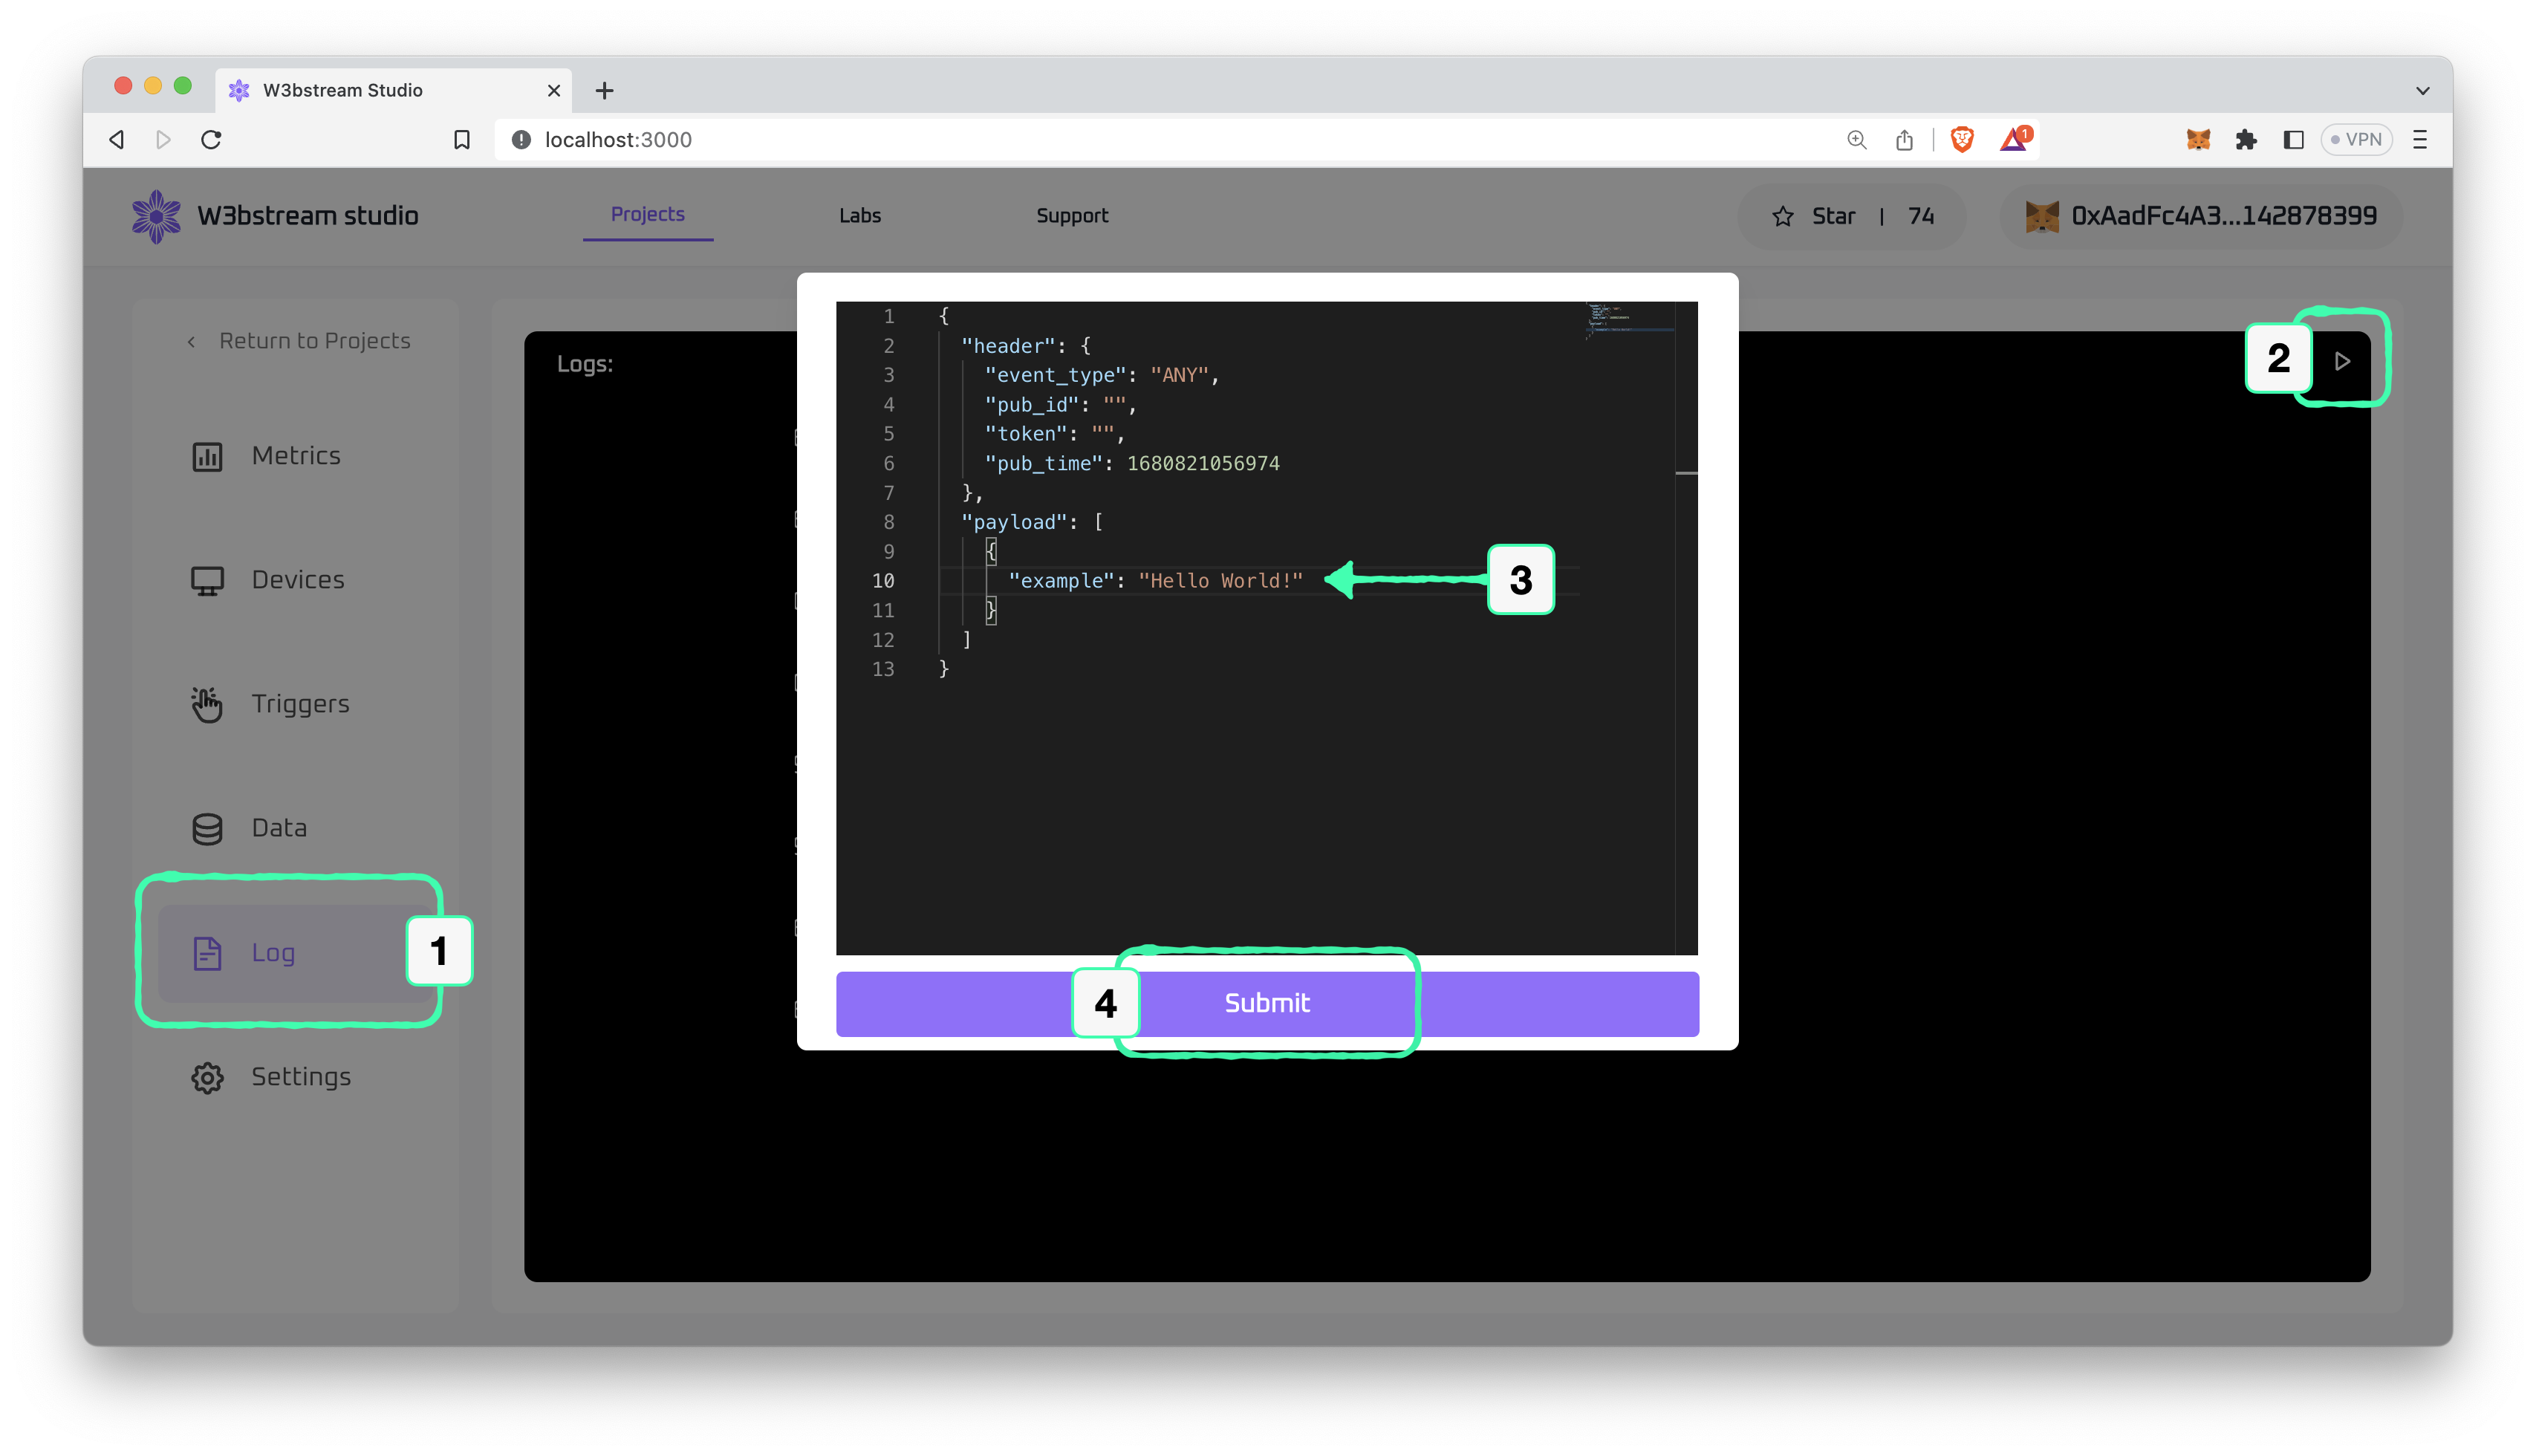 W3bstream Studio
localhost:3000
1
VPN
W3bstream studio
Projects
Labs
Support
Star | 74
0xAadFc4A3...142878399
Return to Projects
Metrics
Devices
Triggers
Data
Log
1
Settings
Logs:
2
1 {
2 "header": {
3 "event_type": "ANY",
4 "pub_id": "",
5 "token": "",
6 "pub_time": 1680821056974
7 },
8 "payload": [
9 {
10 "example": "Hello World!"
11 }
12 ]
13 }
3
4
Submit